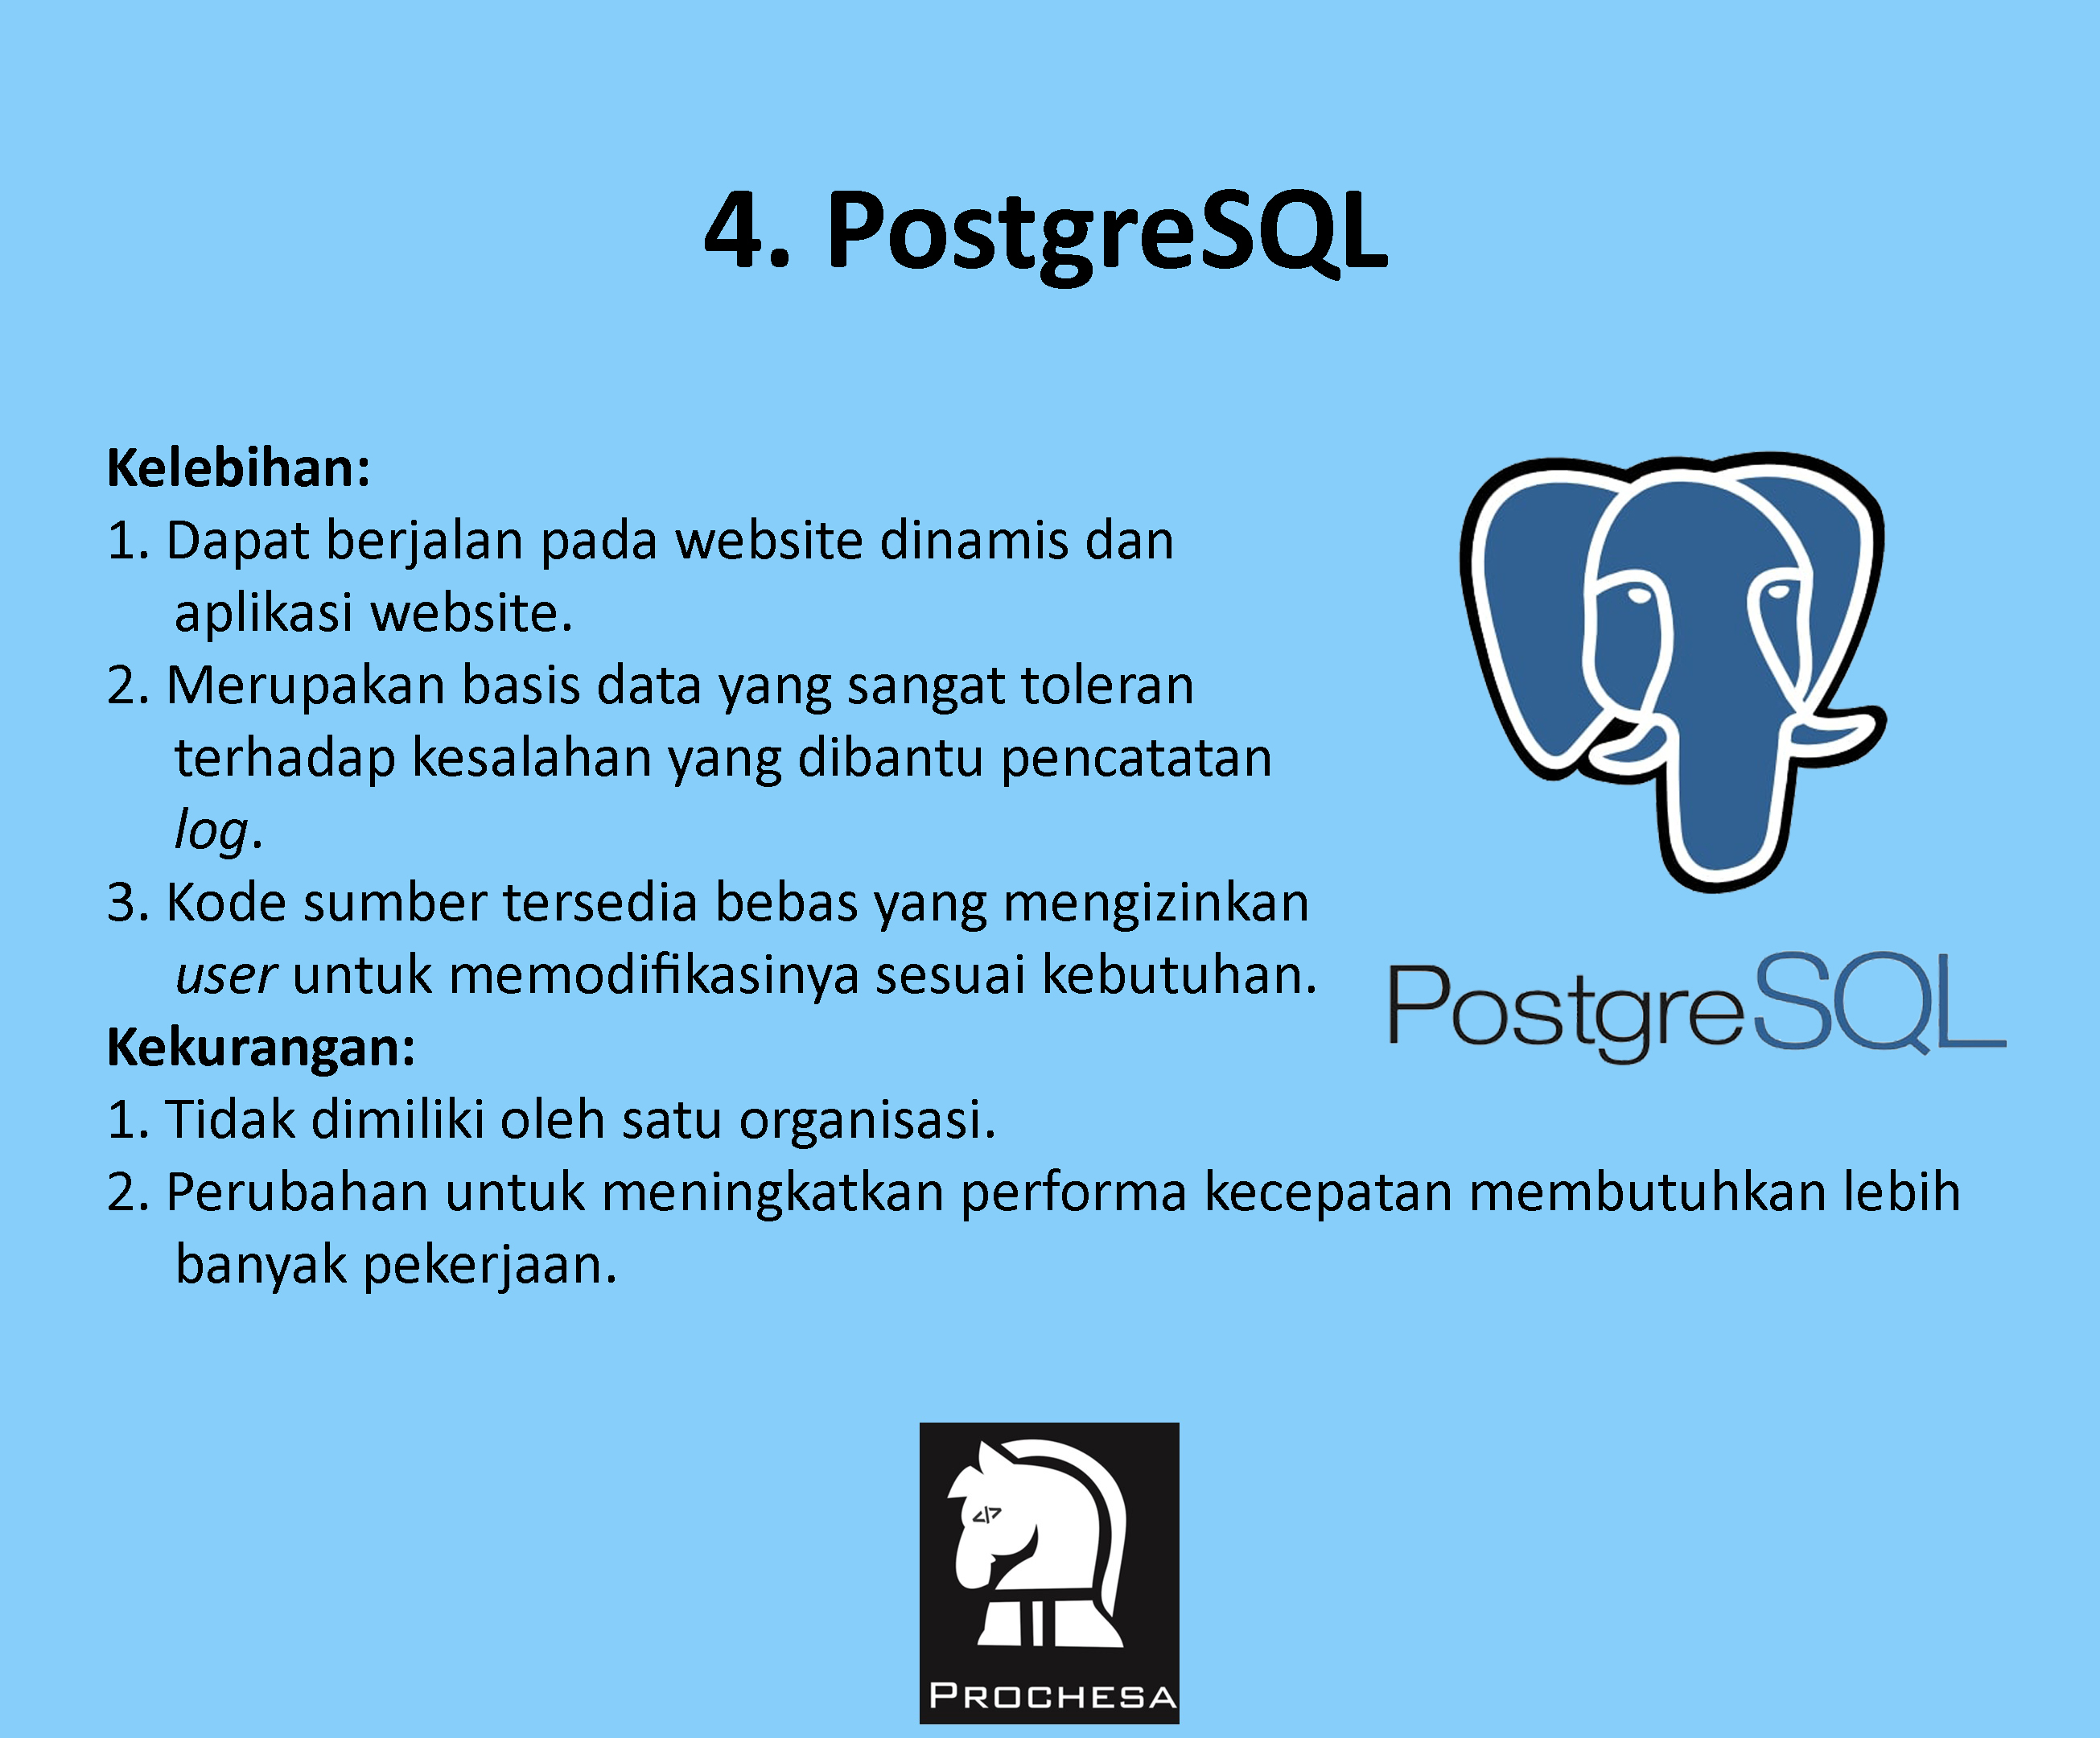 4. PostgreSQL
Kelebihan:
1. Dapat berjalan pada website dinamis dan
aplikasi website.
2. Merupakan basis data yang sangat toleran
terhadap kesalahan yang dibantu pencatatan
log.
3. Kode sumber tersedia bebas yang mengizinkan
user untuk memodifikasinya sesuai kebutuhan.
PostgreSQL
Kekurangan:
1. Tidak dimiliki oleh satu organisasi.
2. Perubahan untuk meningkatkan performa kecepatan membutuhkan lebih
banyak pekerjaan.
</>
PROCHESA